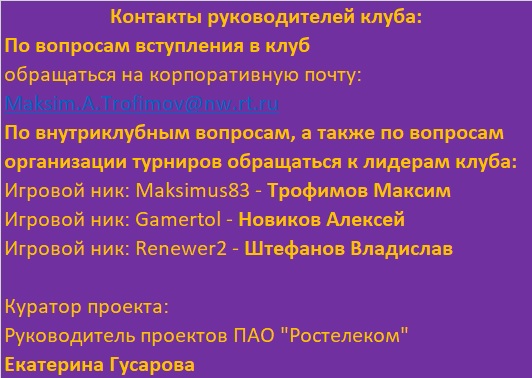 Контакты руководителей клуба:
По вопросам вступления в клуб
обращаться на корпоративную почту:
Maksim.A.Trofimov@nw.rt.ru
По внутриклубным вопросам, а также по вопросам
организации турниров обращаться к лидерам клуба:
Игровой ник: Maksimus83 - Трофимов Максим
Игровой ник: Gamertol - Новиков Алексей
Игровой ник: Renewer2 - Штефанов Владислав
Куратор проекта:
Руководитель проектов ПАО "Ростелеком"
Екатерина Гусарова